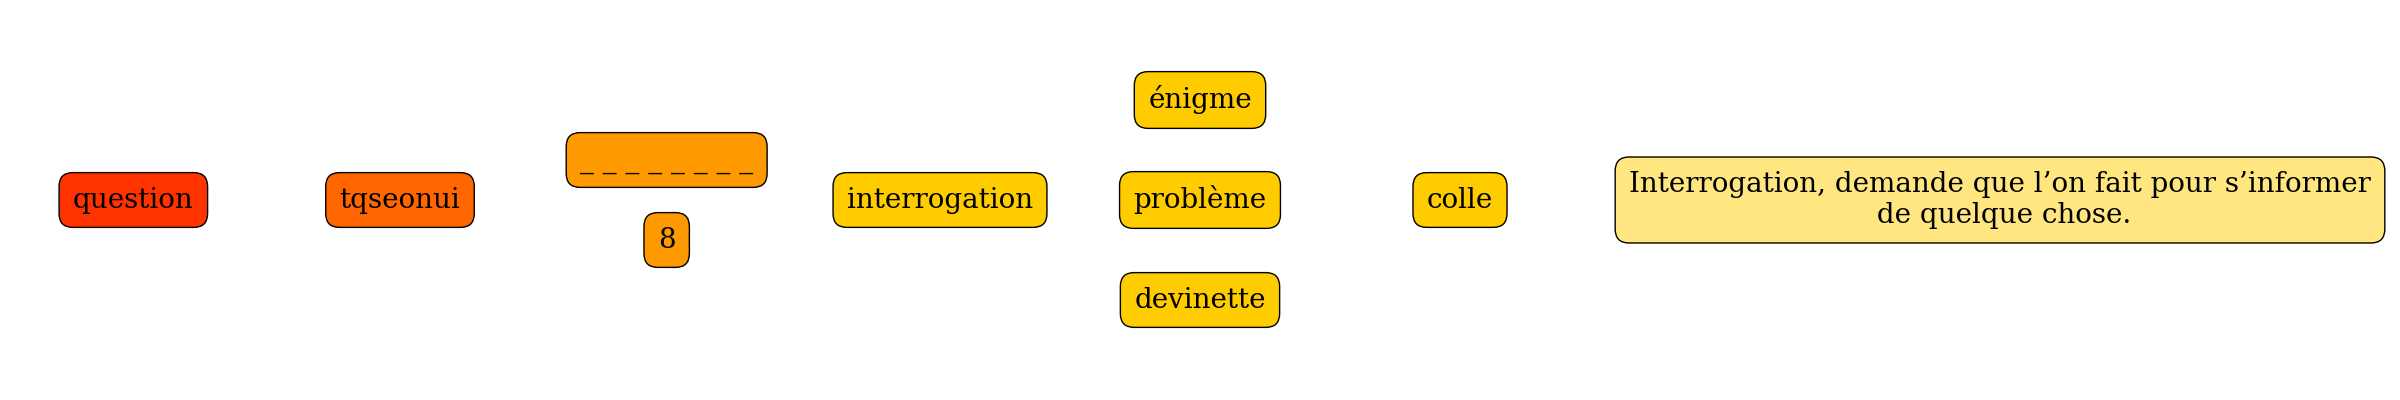 question
tqseonui
_ _ _ _ _ _ _ _
8
interrogation
énigme
problème
devinette
colle
Interrogation, demande que l’on fait pour s’informer
de quelque chose.